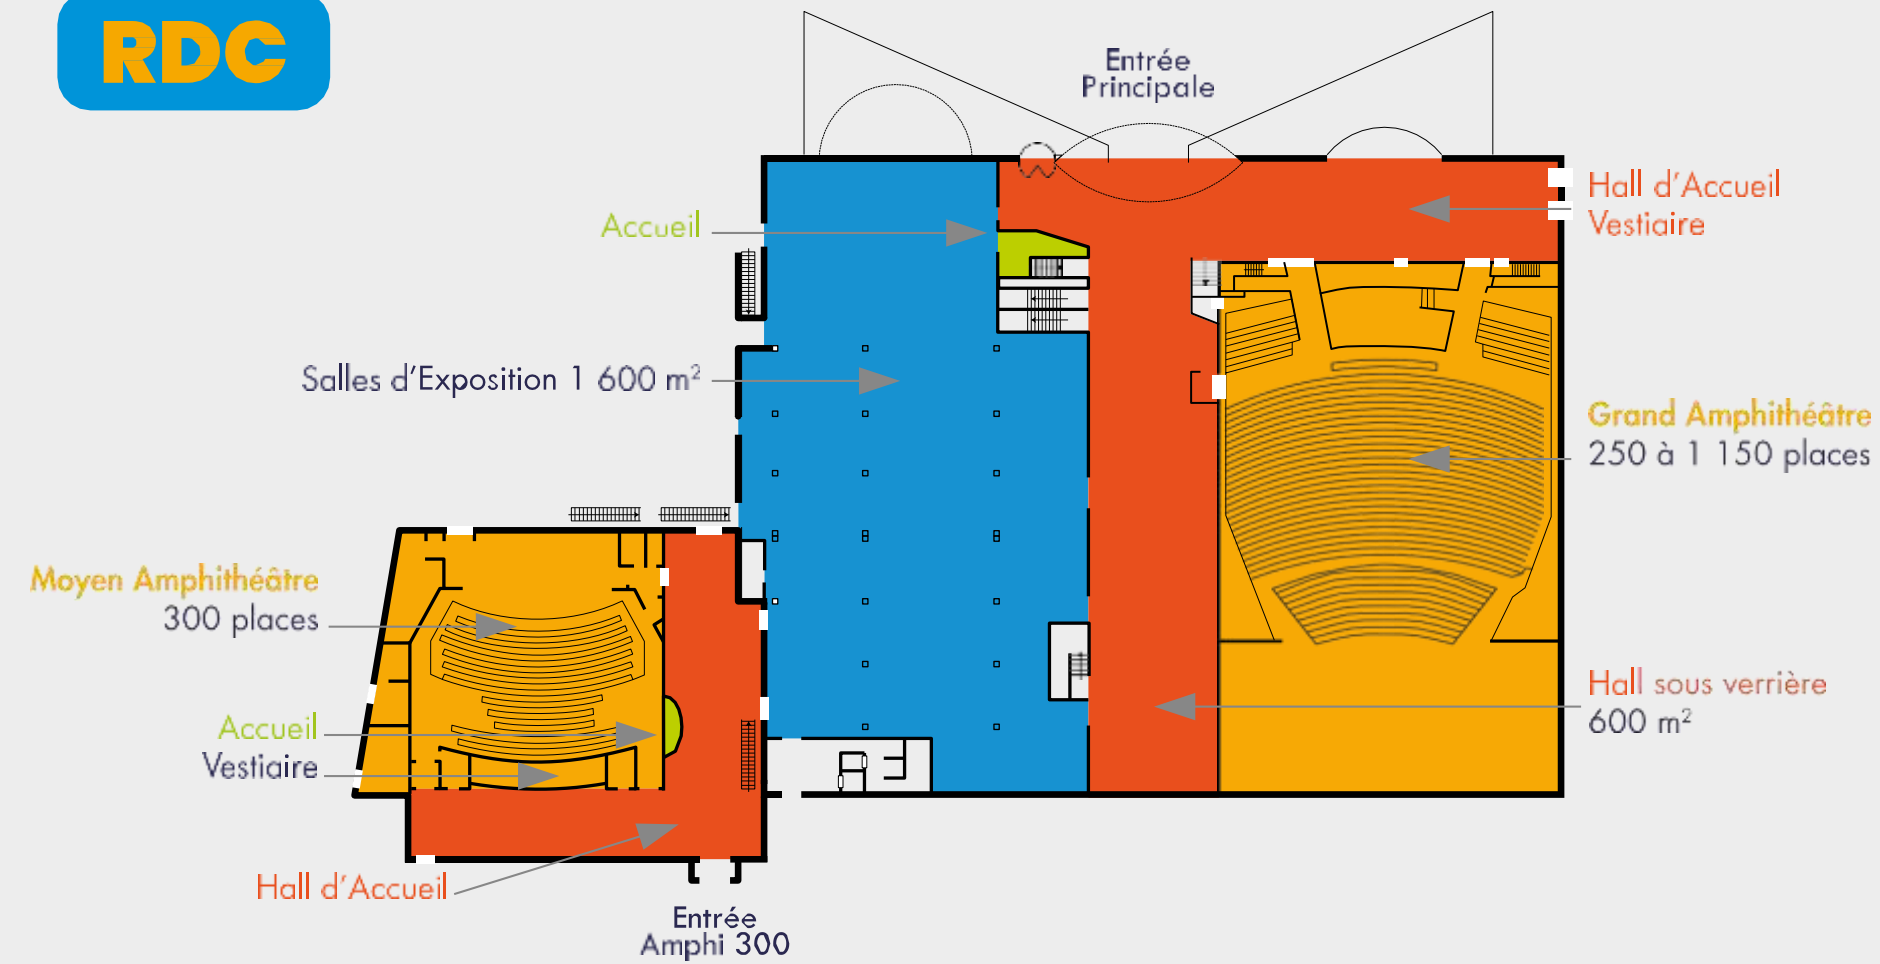 RDC
Entrée
Principale
Hall d'Accueil
Vestiaire
Accueil
Salles d'Exposition 1 600 m²
Grand Amphithéâtre
250 à 1 150 places
Moyen Amphithéâtre
300 places
Hall sous verrière
600 m²
Accueil
Vestiaire
Hall d'Accueil
Entrée
Amphi 300